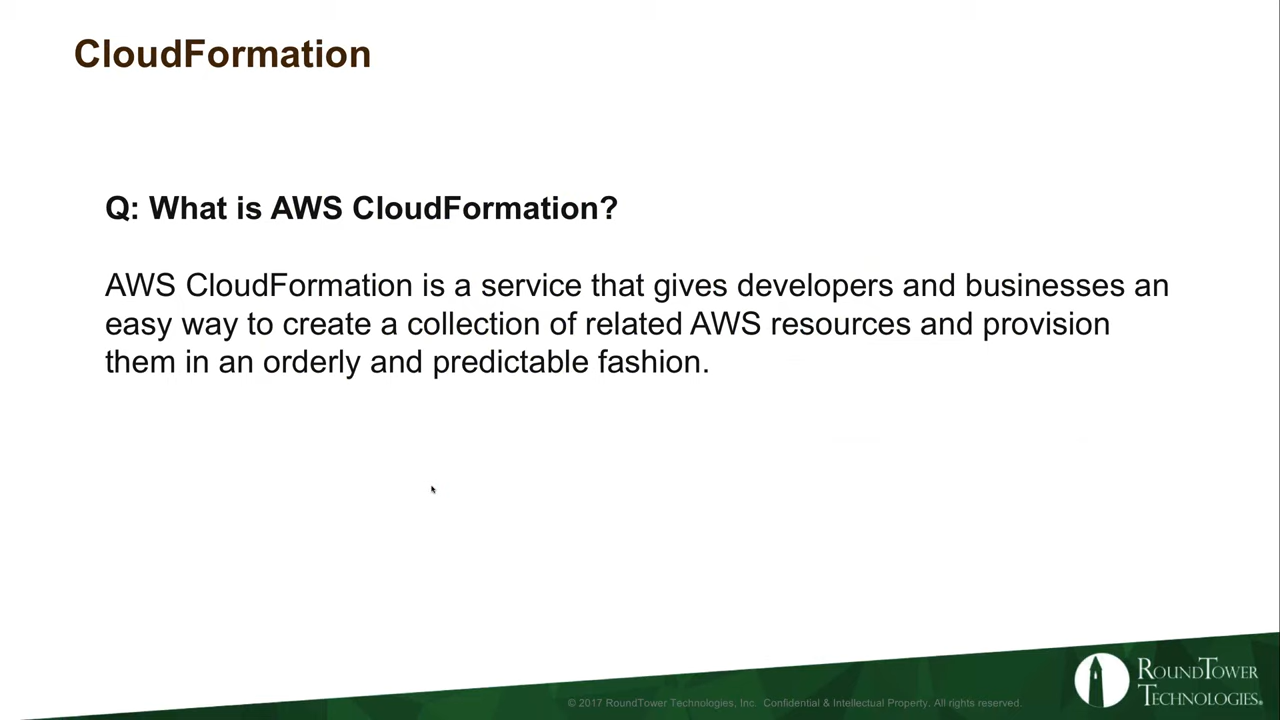 CloudFormation
Q: What is AWS CloudFormation?
AWS CloudFormation is a service that gives developers and businesses an
easy way to create a collection of related AWS resources and provision
them in an orderly and predictable fashion.
© 2017 RoundTower Technologies, Inc. Confidential & Intellectual Property. All rights reserved.
ROUNDTOWER
TECHNOLOGIES®